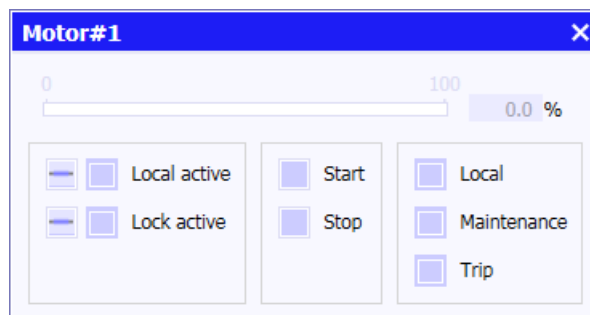 Motor#1
0 100
0.0 %
Local active
Lock active
Start
Stop
Local
Maintenance
Trip